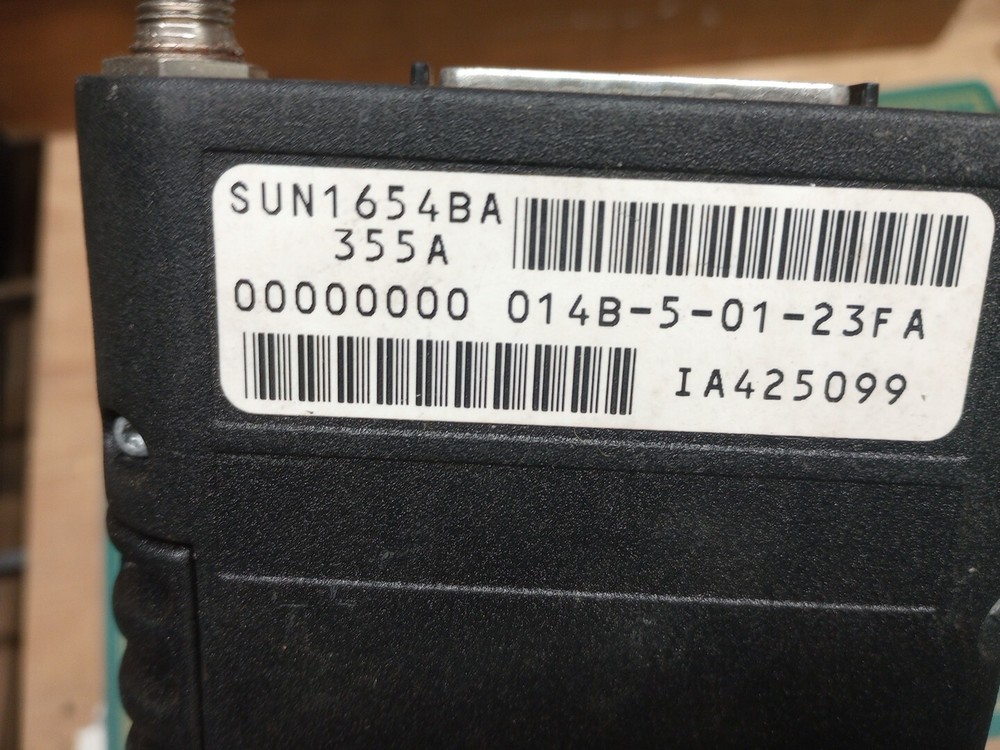 SUN1654BA
355A
00000000 014B-5-01-23FA
IA425099